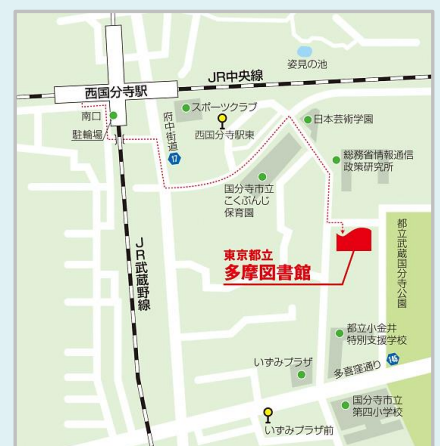 姿見の池
JR中央線
西国分寺駅
スポーツクラブ
南口
府中街道
17
西国分寺駅東
日本芸術学園
駐輪場
総務省情報通信
政策研究所
国分寺市立
こくぶんじ
保育園
都立武蔵国分寺公園
JR武蔵野線
東京都立
多摩図書館
都立小金井
特別支援学校
いずみプラザ
多喜窪通り
145
国分寺市立
第四小学校
いずみプラザ前